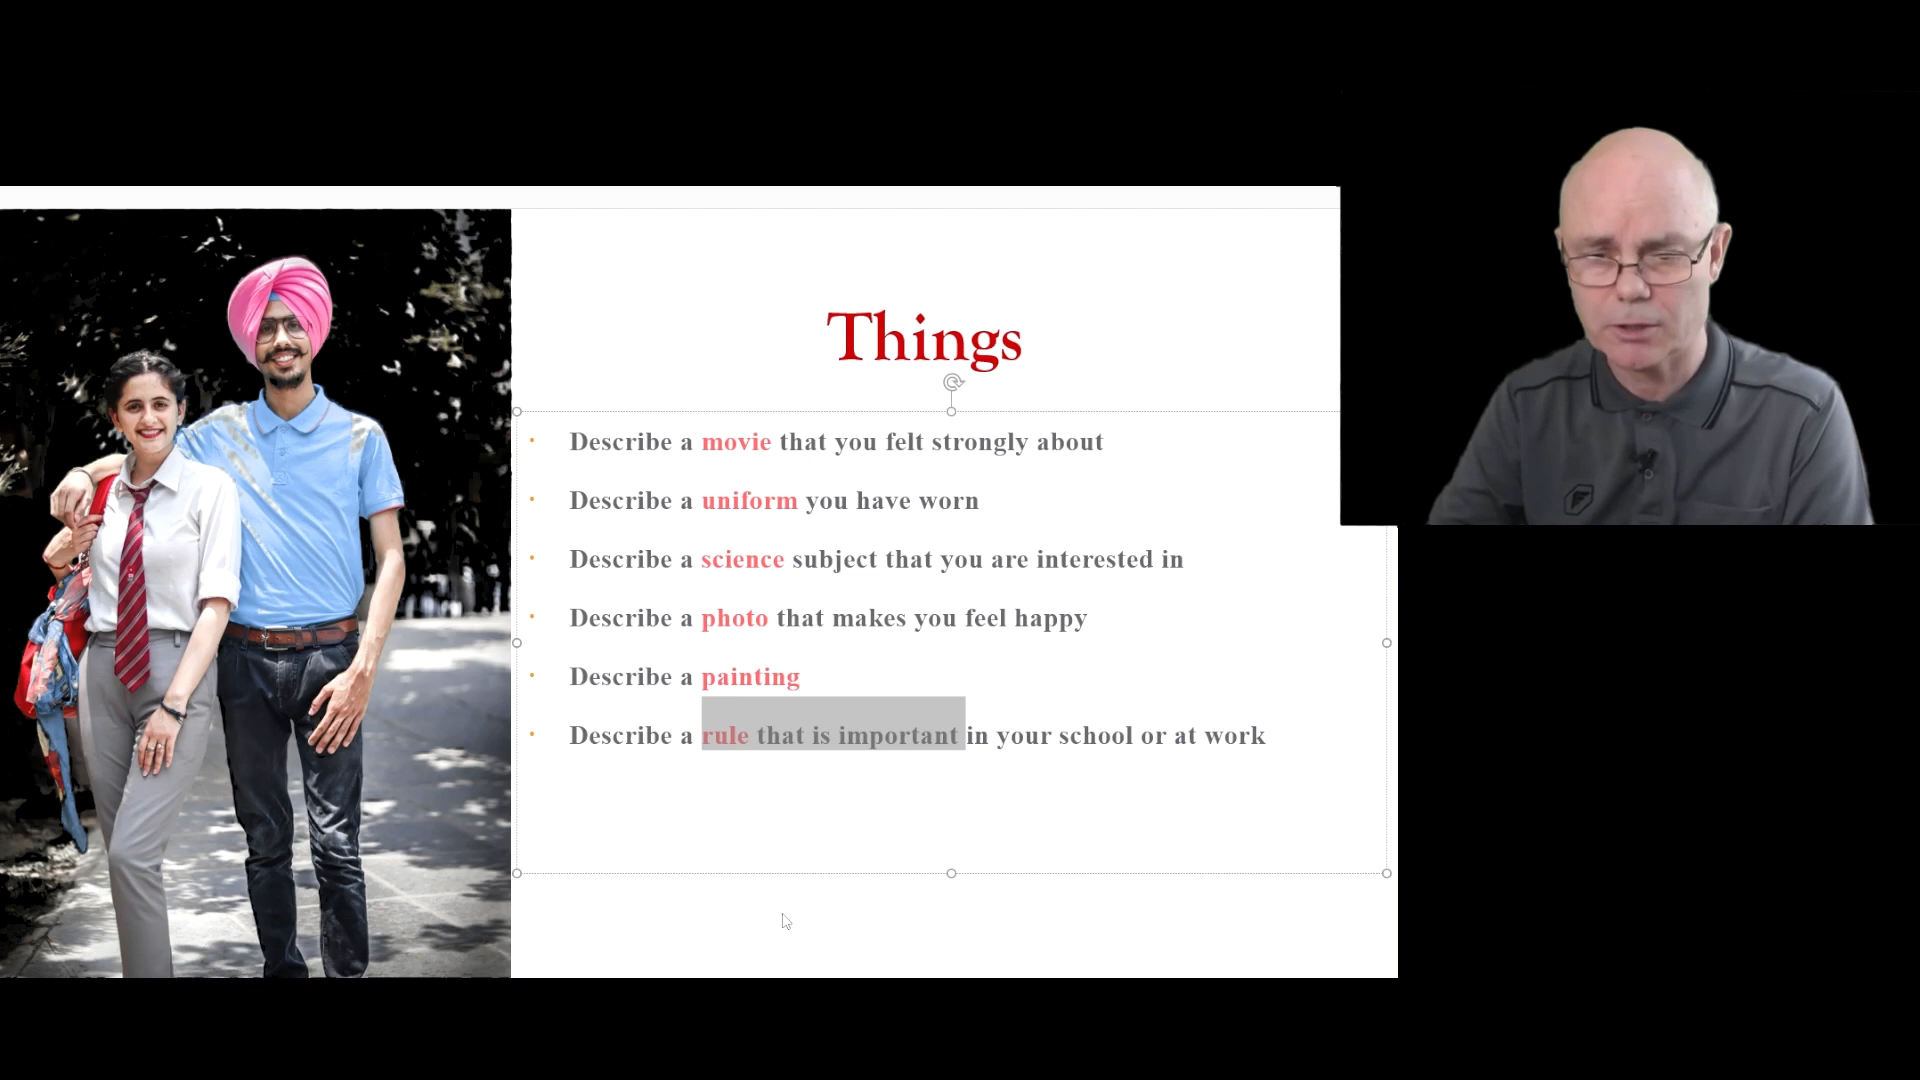 Things
Describe a movie that you felt strongly about
Describe a uniform you have worn
Describe a science subject that you are interested in
Describe a photo that makes you feel happy
Describe a painting
Describe a rule that is important in your school or at work